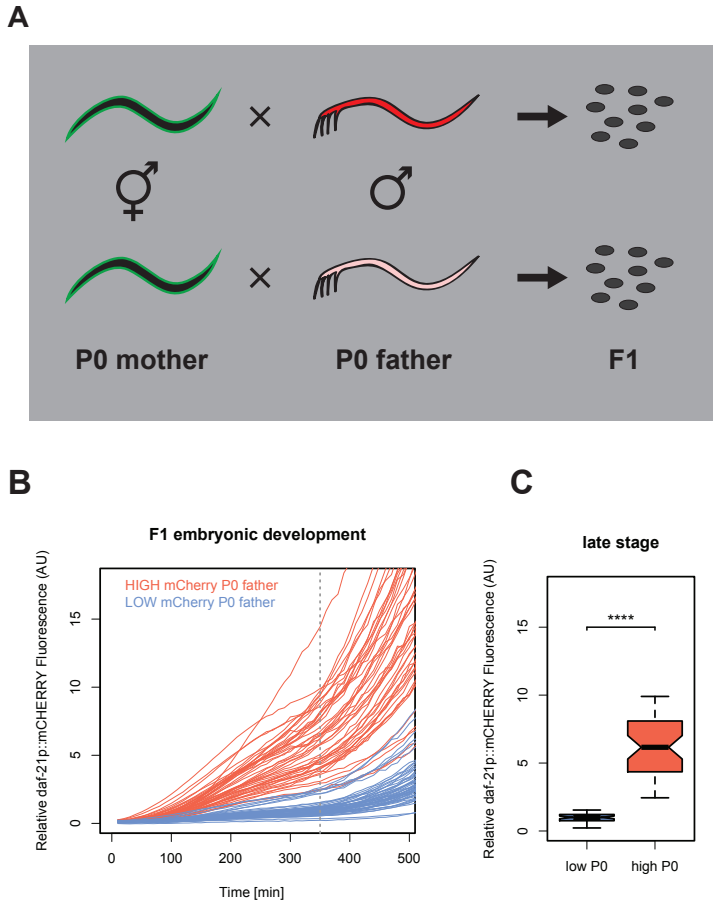 A
P0 mother
P0 father
F1
B
F1 embryonic development
Relative daf-21p::mCHERRY Fluorescence (AU)
HIGH mCherry P0 father
LOW mCherry P0 father
15
10
5
0
0 100 200 300 400 500
Time [min]
C
late stage
Relative daf-21p::mCHERRY Fluorescence (AU)
****
15
10
5
0
low P0 high P0